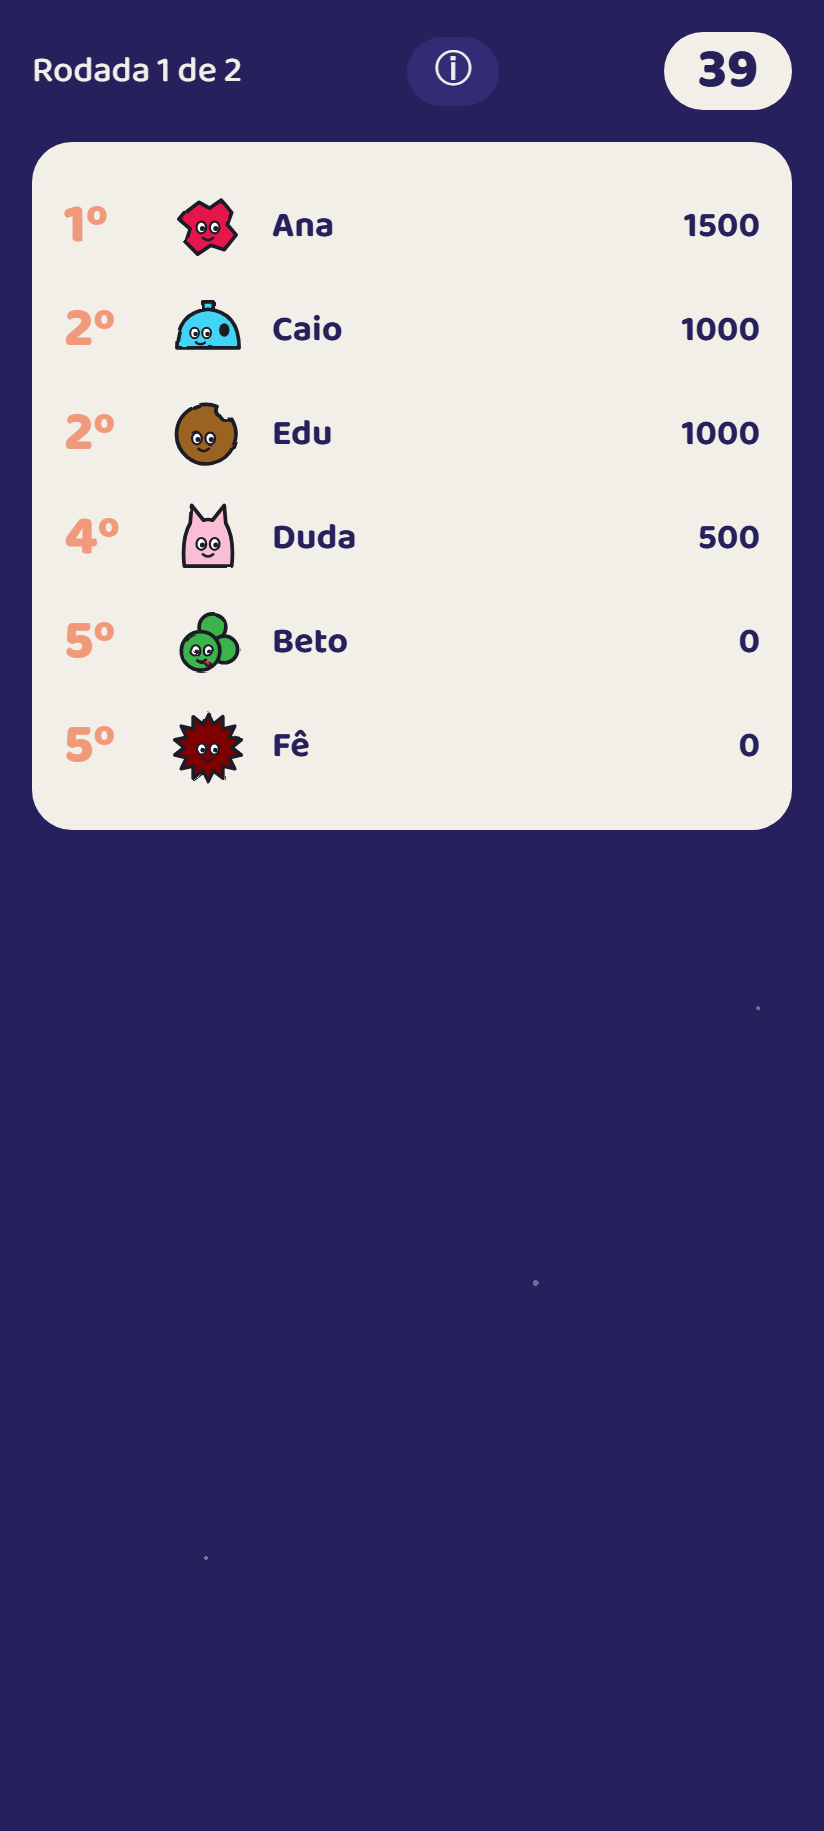 Rodada 1 de 2 ⓘ 39
1º Ana 1500
2º Caio 1000
2º Edu 1000
4º Duda 500
5º Beto 0
5º Fê 0